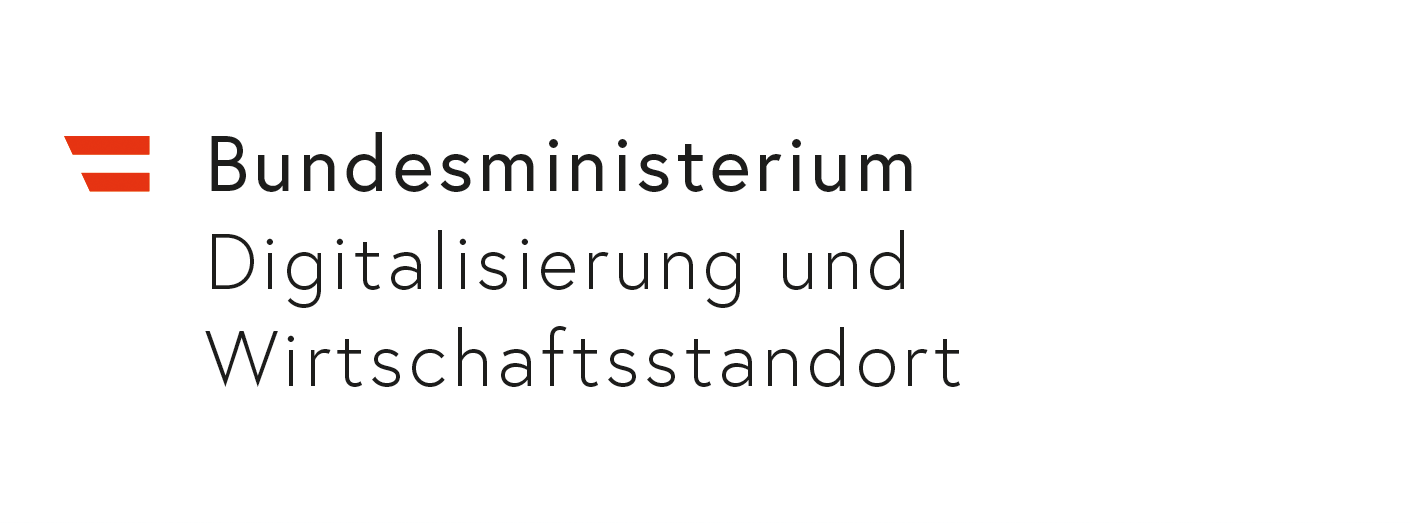 Bundesministerium
Digitalisierung und
Wirtschaftsstandort